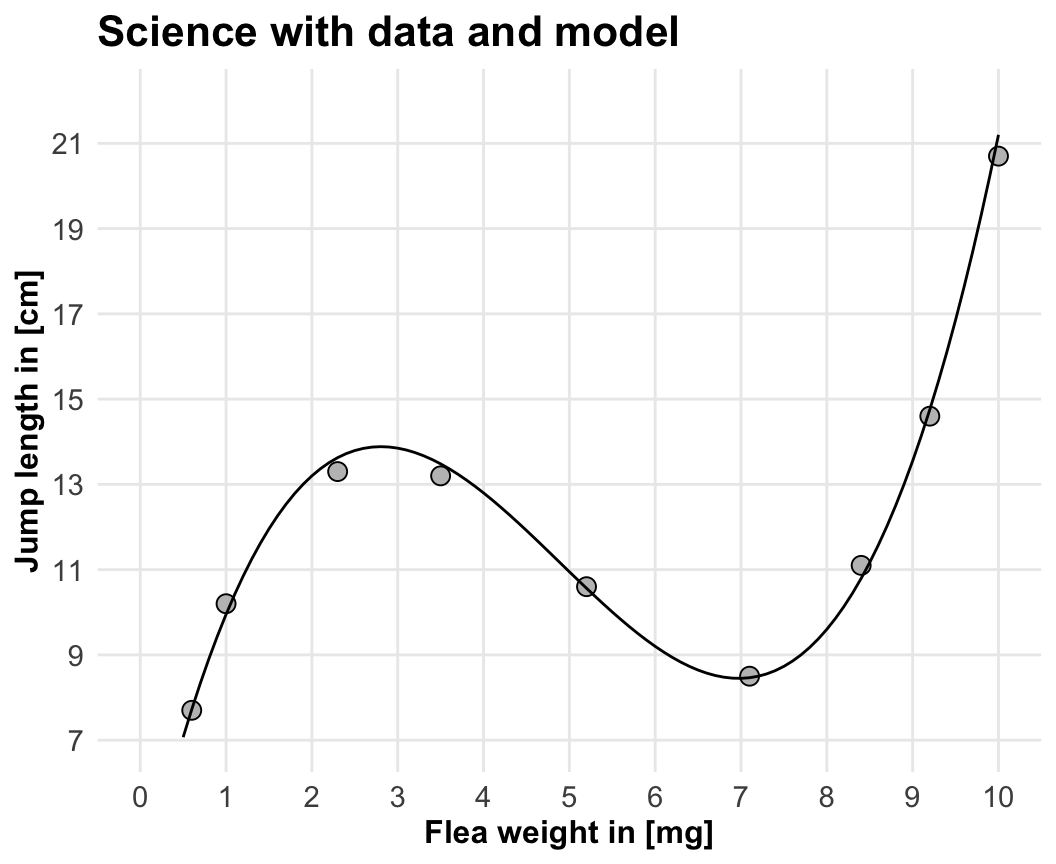 Science with data and model
21
19
17
15
13
11
9
7
Jump length in [cm]
0 1 2 3 4 5 6 7 8 9 10
Flea weight in [mg]